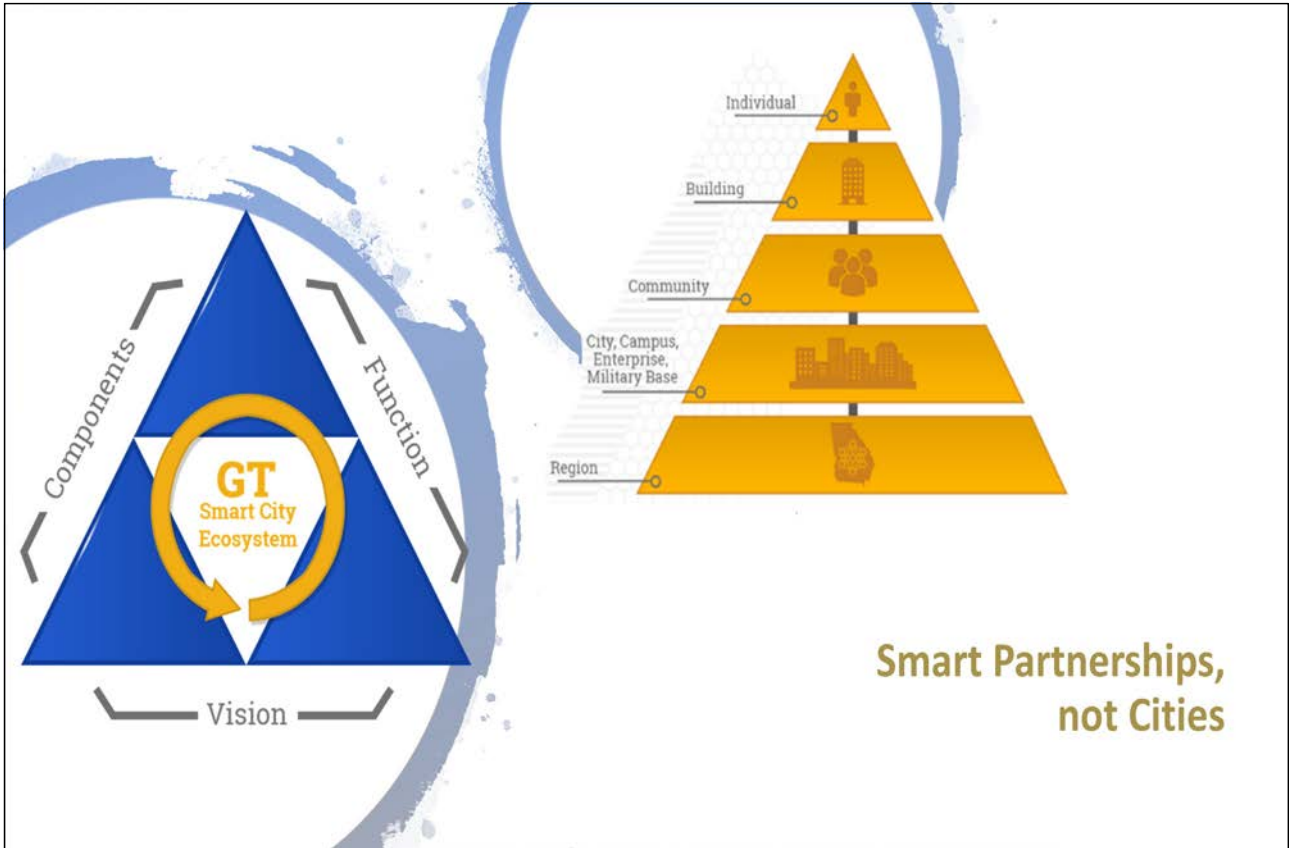 Components
Function
GT
Smart City
Ecosystem
Vision
Individual
Building
Community
City, Campus,
Enterprise,
Military Base
Region
Smart Partnerships,
not Cities